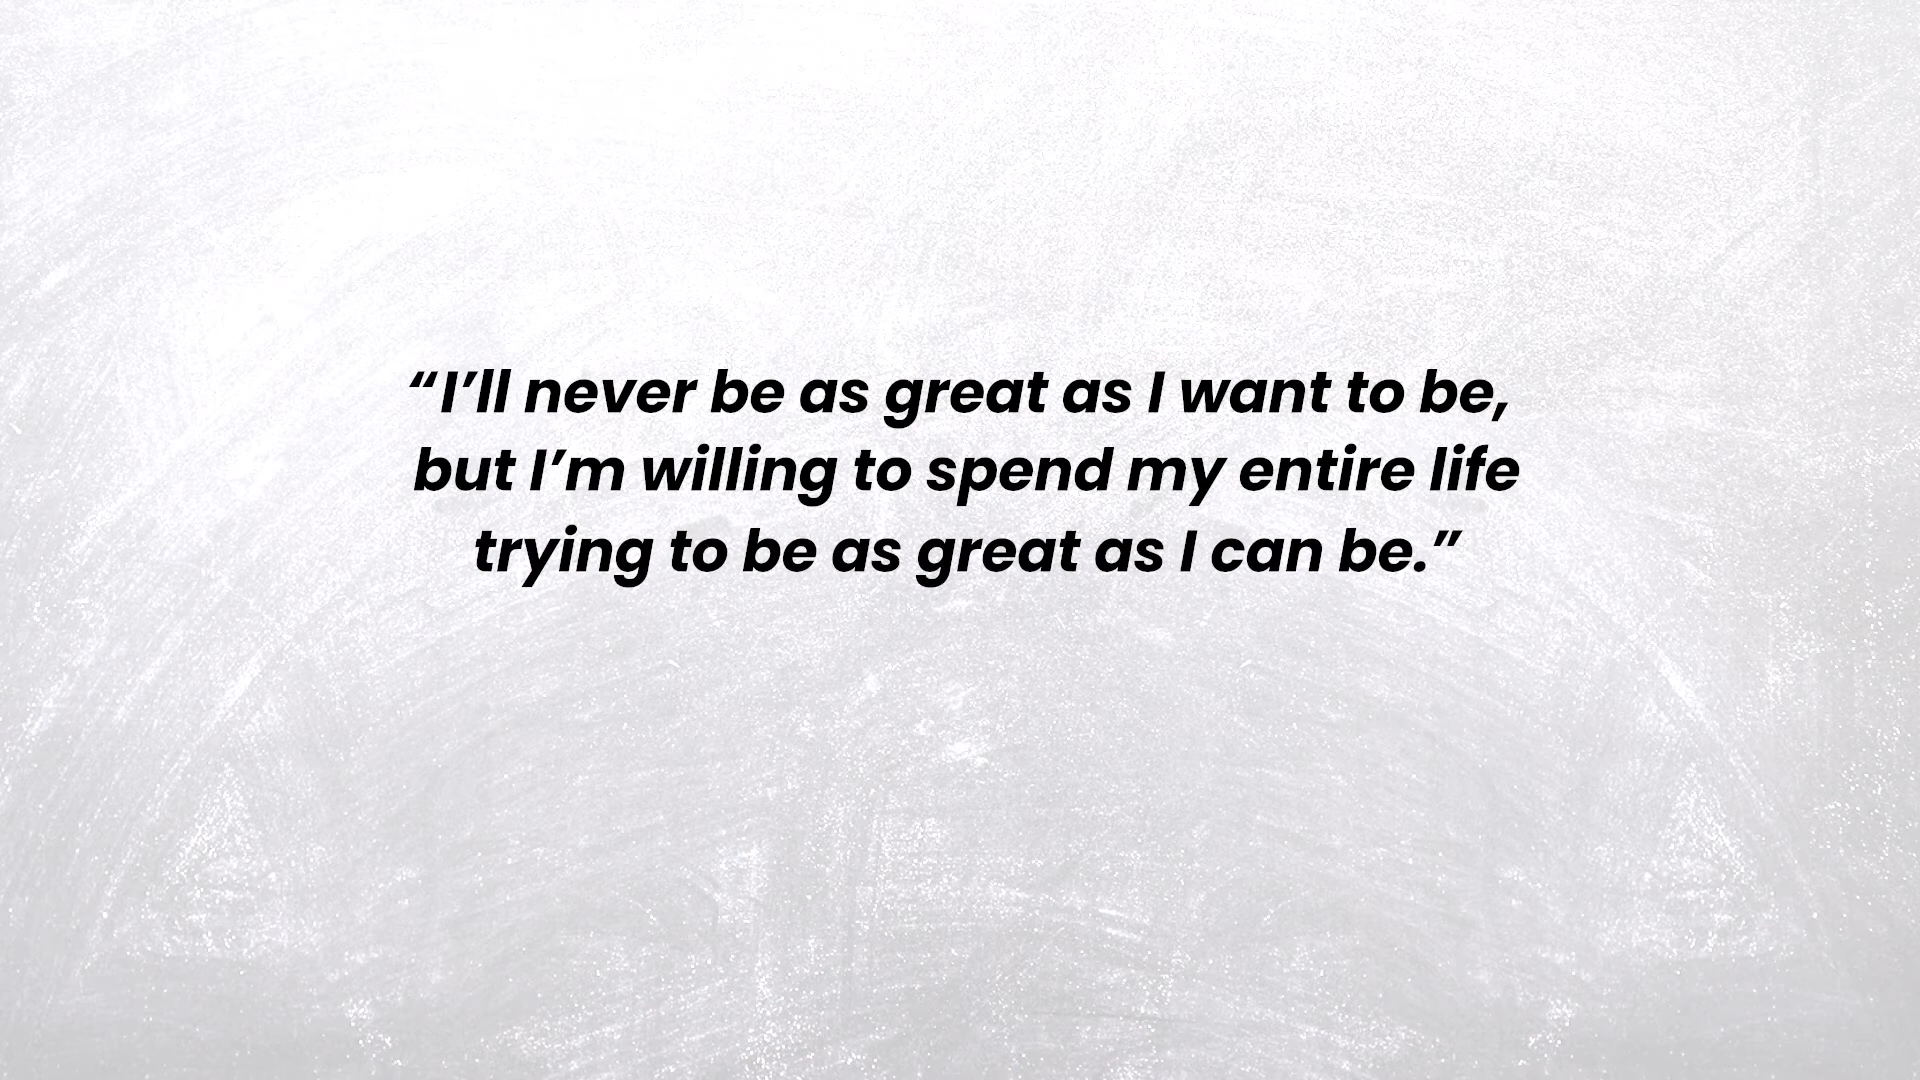 “I’ll never be as great as I want to be,
but I’m willing to spend my entire life
trying to be as great as I can be.”